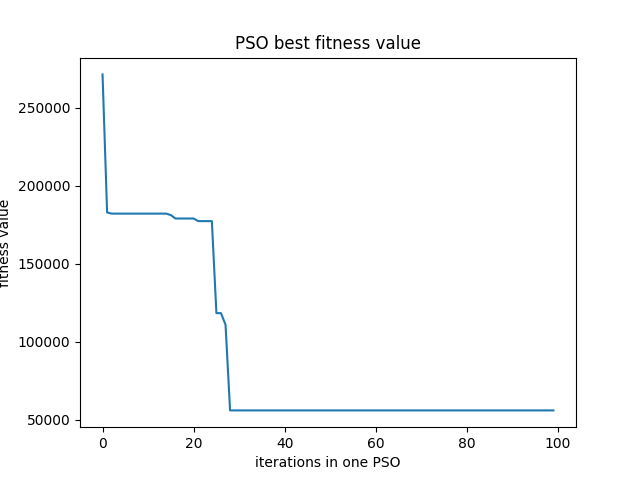 PSO best fitness value
250000
200000
150000
100000
50000
fitness value
0 20 40 60 80 100
iterations in one PSO